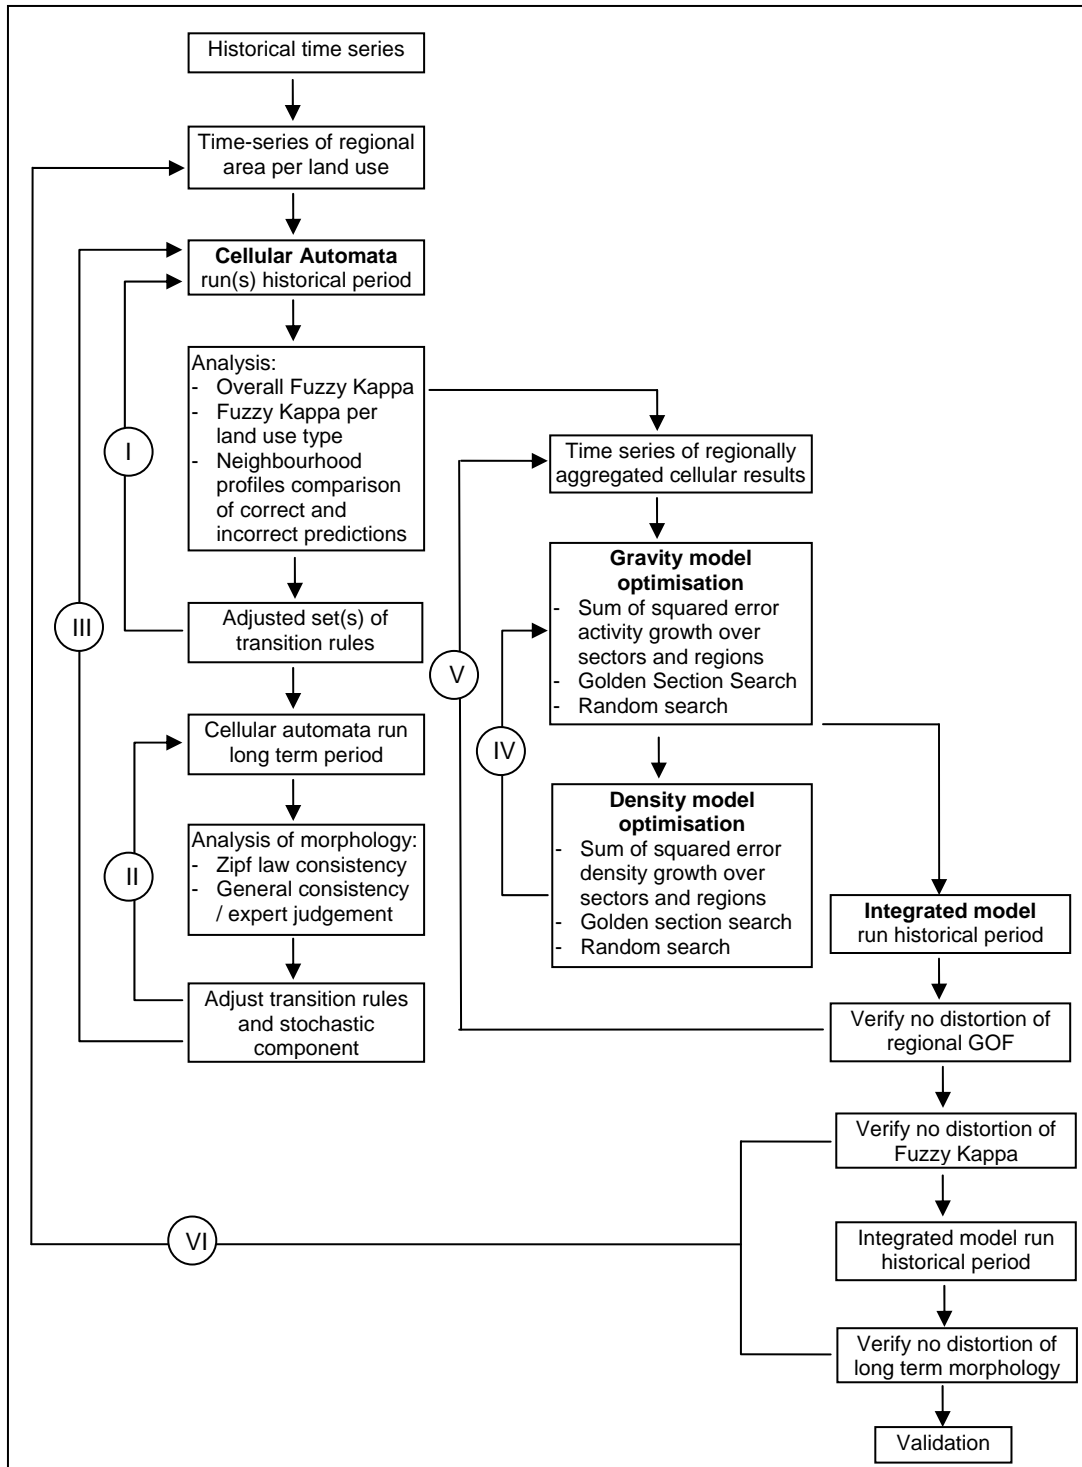 Historical time series
Time-series of regional
area per land use
Cellular Automata
run(s) historical period
Analysis:
- Overall Fuzzy Kappa
- Fuzzy Kappa per
land use type
- Neighbourhood
profiles comparison
of correct and
incorrect predictions
I
Adjusted set(s) of
transition rules
III
Cellular automata run
long term period
Analysis of morphology:
- Zipf law consistency
- General consistency
/ expert judgement
II
Adjust transition rules
and stochastic
component
Time series of regionally
aggregated cellular results
Gravity model
optimisation
- Sum of squared error
activity growth over
sectors and regions
- Golden Section Search
- Random search
V
IV
Density model
optimisation
- Sum of squared error
density growth over
sectors and regions
- Golden section search
- Random search
Integrated model
run historical period
Verify no distortion of
regional GOF
Verify no distortion of
Fuzzy Kappa
VI
Integrated model run
historical period
Verify no distortion of
long term morphology
Validation